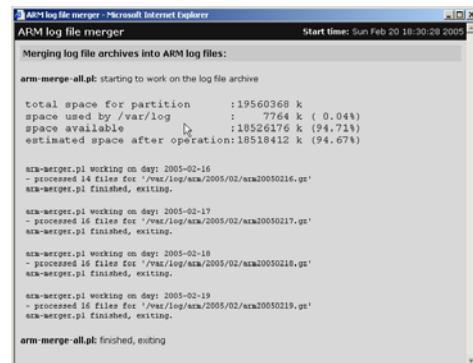 ARM log file merger - Microsoft Internet Explorer
ARM log file merger Start time: Sun Feb 20 18:30:28 2005
Merging log file archives into ARM log files:
arm-merge-all.pl: starting to work on the log file archive
total space for partition :19560368 k
space used by /var/log : 7764 k ( 0.04%)
space available :18526176 k (94.71%)
estimated space after operation:18518412 k (94.67%)
arm-merger.pl working on day: 2005-02-16
- processed 14 files for '/var/log/arm/2005/02/arm20050216.gz'
arm-merger.pl finished, exiting.
arm-merger.pl working on day: 2005-02-17
- processed 16 files for '/var/log/arm/2005/02/arm20050217.gz'
arm-merger.pl finished, exiting.
arm-merger.pl working on day: 2005-02-18
- processed 16 files for '/var/log/arm/2005/02/arm20050218.gz'
arm-merger.pl finished, exiting.
arm-merger.pl working on day: 2005-02-19
- processed 16 files for '/var/log/arm/2005/02/arm20050219.gz'
arm-merger.pl finished, exiting.
arm-merge-all.pl: finished, exiting